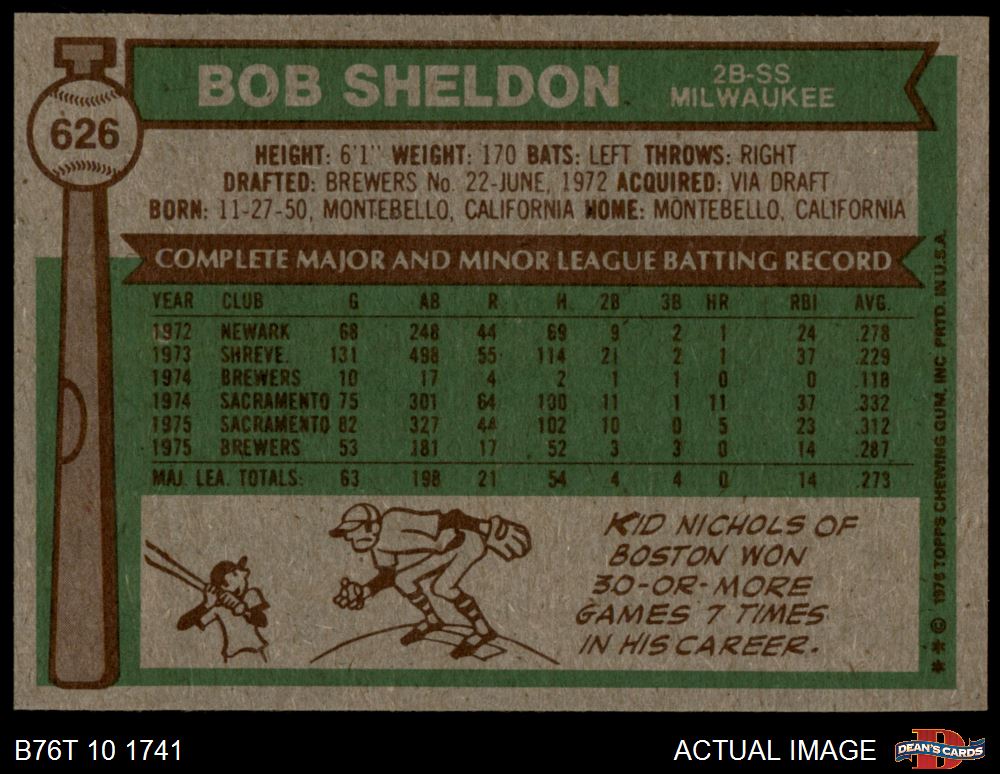 BOB SHELDON
2B-SS
MILWAUKEE
626
HEIGHT: 6'1" WEIGHT: 170 BATS: LEFT THROWS: RIGHT
DRAFTED: BREWERS No. 22-JUNE, 1972 ACQUIRED: VIA DRAFT
BORN: 11-27-50, MONTEBELLO, CALIFORNIA HOME: MONTEBELLO, CALIFORNIA
COMPLETE MAJOR AND MINOR LEAGUE BATTING RECORD
YEAR CLUB G AB R H 2B 3B HR RBI AVG.
1972 NEWARK 68 248 44 69 9 2 1 24 .278
1973 SHREVE. 131 498 55 114 21 2 1 37 .229
1974 BREWERS 10 17 4 2 1 1 0 0 .118
1974 SACRAMENTO 75 301 64 100 11 1 11 37 .332
1975 SACRAMENTO 82 327 44 102 10 0 5 23 .312
1975 BREWERS 53 181 17 52 3 3 0 14 .287
MAJ. LEA. TOTALS: 63 198 21 54 4 4 0 14 .273
KID NICHOLS OF
BOSTON WON
30-OR-MORE
GAMES 7 TIMES
IN HIS CAREER.
** © 1976 TOPPS CHEWING GUM, INC. PRTD. IN U.S.A.
B76T 10 1741
ACTUAL IMAGE
DEAN'S CARDS